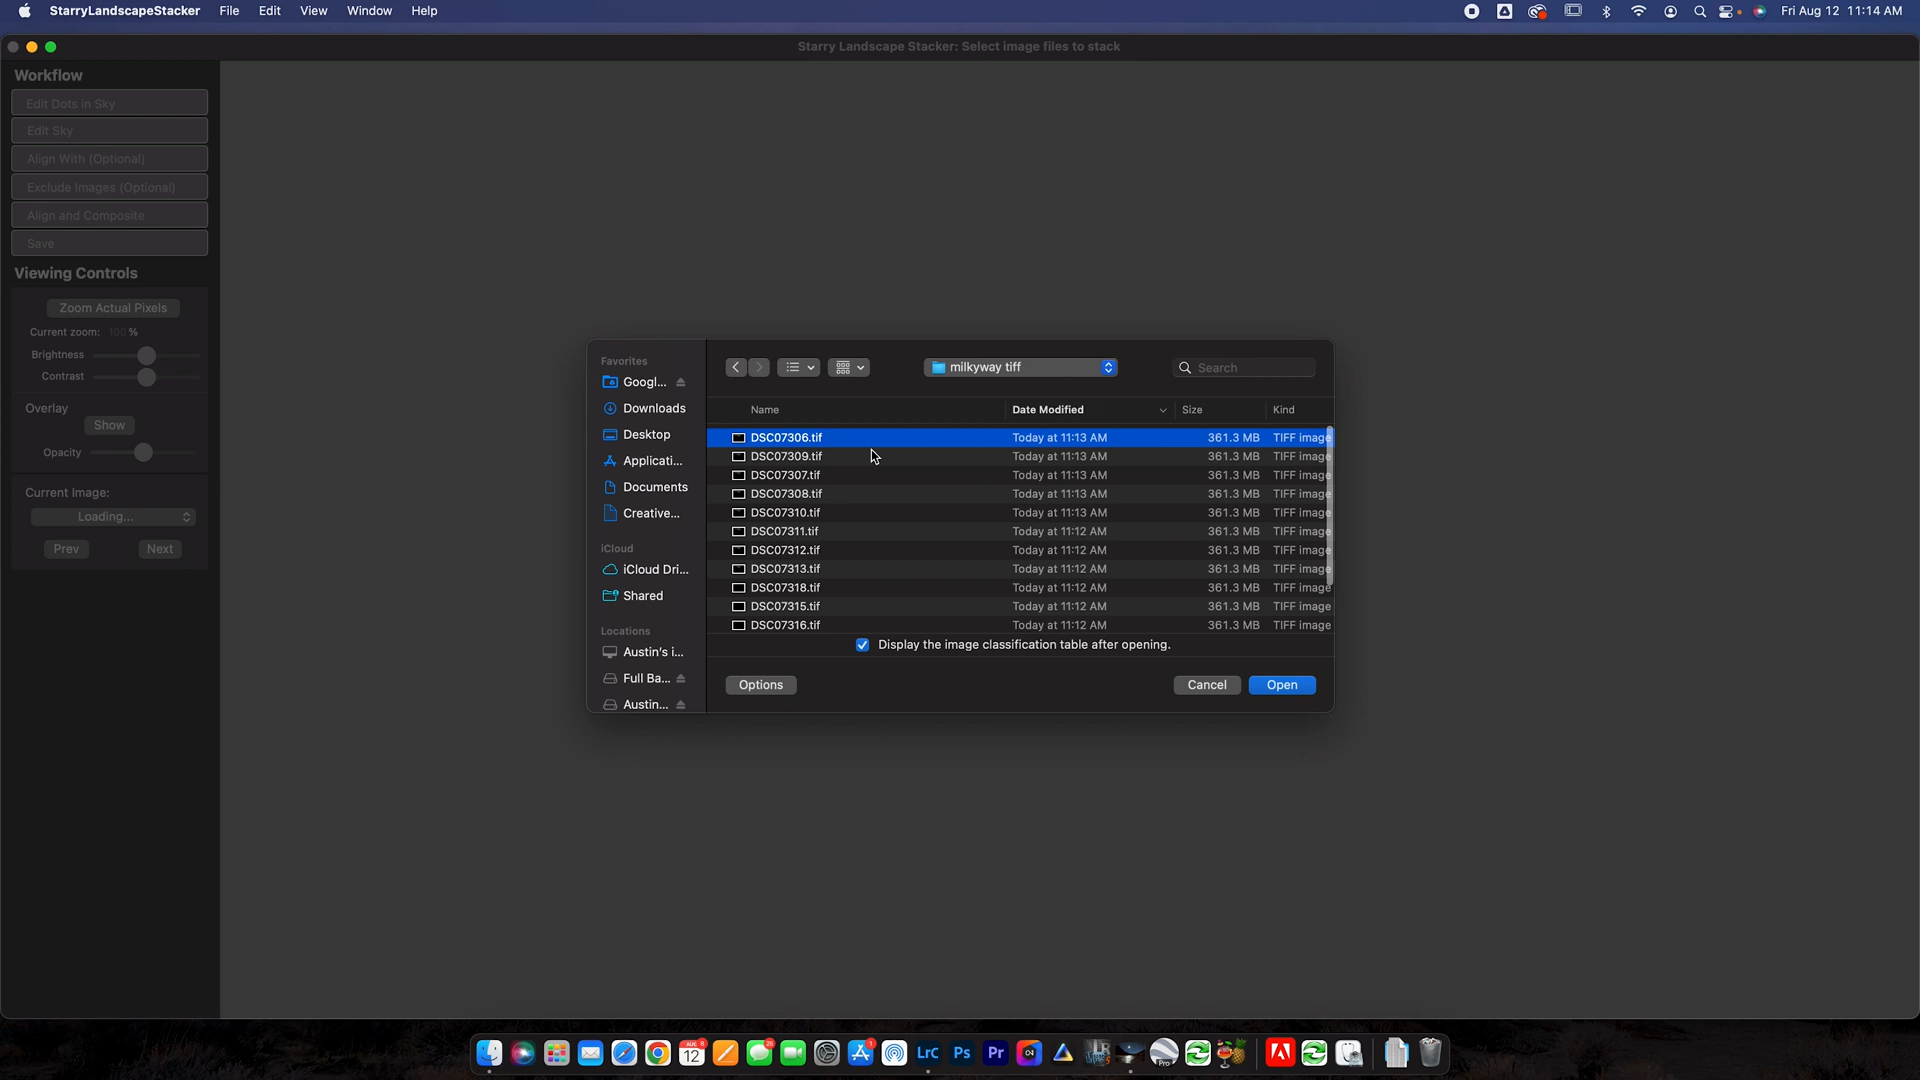 StarryLandscapeStacker File Edit View Window Help
Fri Aug 12 11:14 AM
Starry Landscape Stacker: Select image files to stack
Workflow
Edit Dots in Sky
Edit Sky
Align With (Optional)
Exclude Images (Optional)
Align and Composite
Save
Viewing Controls
Zoom Actual Pixels
Current zoom: 100 %
Brightness
Contrast
Overlay
Show
Opacity
Current Image:
Loading...
Prev Next
Favorites
Googl...
Downloads
Desktop
Applicati...
Documents
Creative...
iCloud
iCloud Dri...
Shared
Locations
Austin's i...
Full Ba...
Austin...
milkyway tiff
Search
Name Date Modified Size Kind
DSC07306.tif Today at 11:13 AM 361.3 MB TIFF image
DSC07309.tif Today at 11:13 AM 361.3 MB TIFF image
DSC07307.tif Today at 11:13 AM 361.3 MB TIFF image
DSC07308.tif Today at 11:13 AM 361.3 MB TIFF image
DSC07310.tif Today at 11:13 AM 361.3 MB TIFF image
DSC07311.tif Today at 11:12 AM 361.3 MB TIFF image
DSC07312.tif Today at 11:12 AM 361.3 MB TIFF image
DSC07313.tif Today at 11:12 AM 361.3 MB TIFF image
DSC07318.tif Today at 11:12 AM 361.3 MB TIFF image
DSC07315.tif Today at 11:12 AM 361.3 MB TIFF image
DSC07316.tif Today at 11:12 AM 361.3 MB TIFF image
Display the image classification table after opening.
Options Cancel Open
AUG 8
12
25
1
LrC Ps Pr
Pro